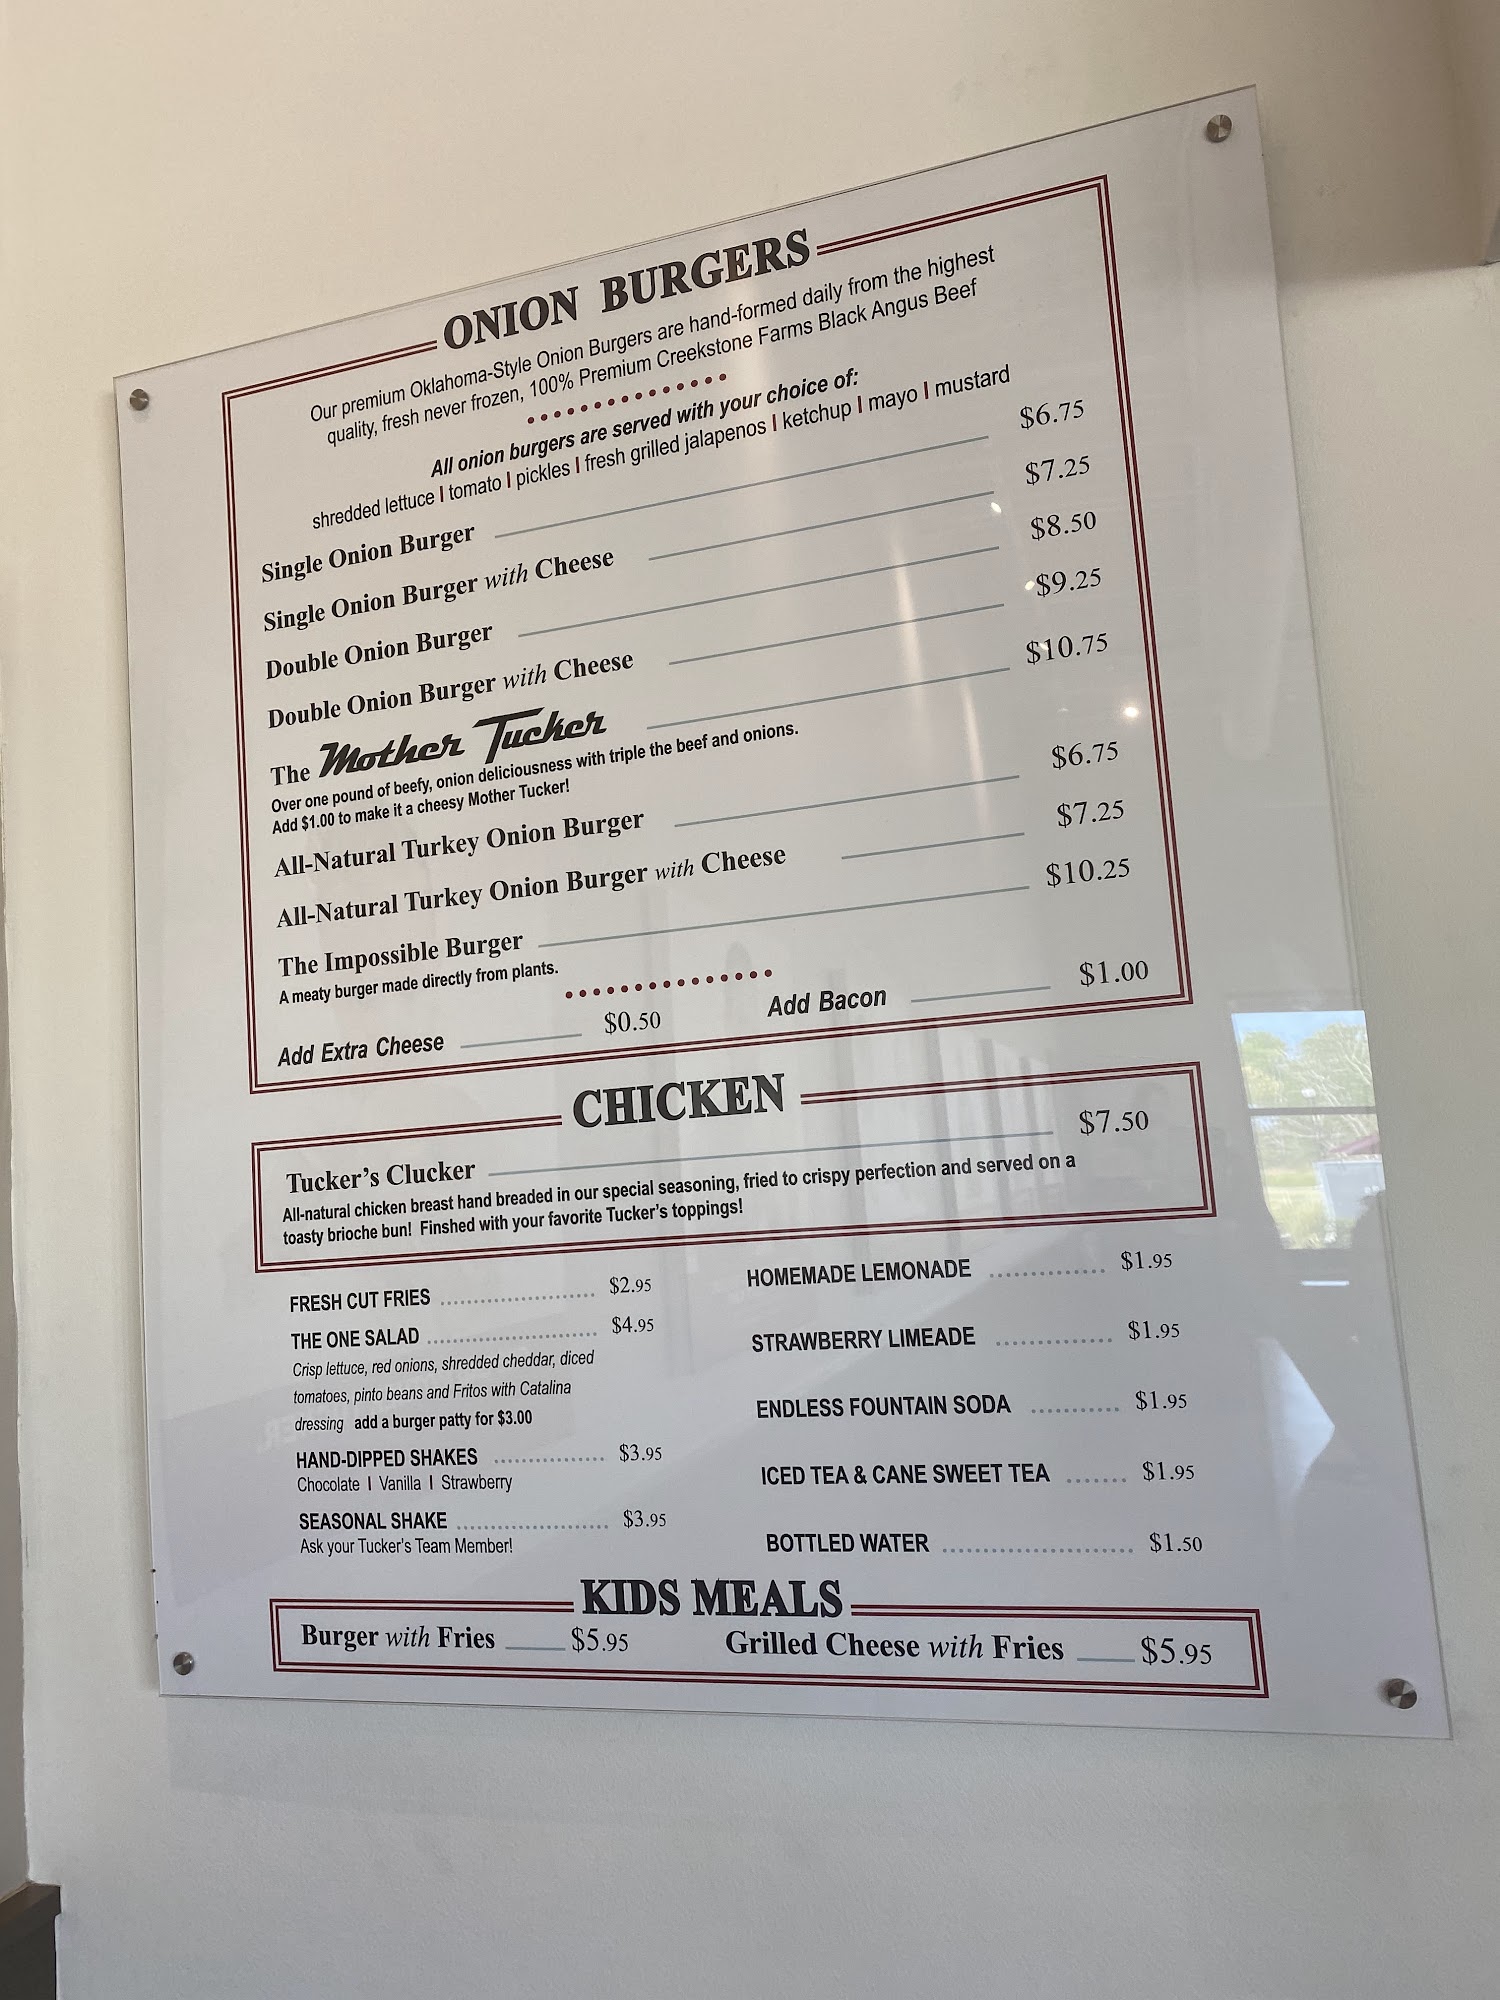 ONION BURGERS
Our premium Oklahoma-Style Onion Burgers are hand-formed daily from the highest
quality, fresh never frozen, 100% Premium Creekstone Farms Black Angus Beef
All onion burgers are served with your choice of:
shredded lettuce | tomato | pickles | fresh grilled jalapenos | ketchup | mayo | mustard
Single Onion Burger $6.75
Single Onion Burger with Cheese $7.25
Double Onion Burger $8.50
Double Onion Burger with Cheese $9.25
The Mother Tucker $10.75
Over one pound of beefy, onion deliciousness with triple the beef and onions.
Add $1.00 to make it a cheesy Mother Tucker!
All-Natural Turkey Onion Burger $6.75
All-Natural Turkey Onion Burger with Cheese $7.25
The Impossible Burger $10.25
A meaty burger made directly from plants.
Add Extra Cheese $0.50 Add Bacon $1.00
CHICKEN
Tucker's Clucker $7.50
All-natural chicken breast hand breaded in our special seasoning, fried to crispy perfection and served on a
toasty brioche bun! Finshed with your favorite Tucker's toppings!
FRESH CUT FRIES $2.95
THE ONE SALAD $4.95
Crisp lettuce, red onions, shredded cheddar, diced
tomatoes, pinto beans and Fritos with Catalina
dressing add a burger patty for $3.00
HAND-DIPPED SHAKES $3.95
Chocolate | Vanilla | Strawberry
SEASONAL SHAKE $3.95
Ask your Tucker's Team Member!
HOMEMADE LEMONADE $1.95
STRAWBERRY LIMEADE $1.95
ENDLESS FOUNTAIN SODA $1.95
ICED TEA & CANE SWEET TEA $1.95
BOTTLED WATER $1.50
KIDS MEALS
Burger with Fries $5.95 Grilled Cheese with Fries $5.95